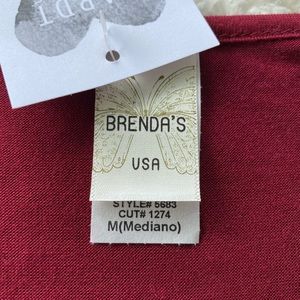 BRENDA'S
USA
STYLE# 5683
CUT# 1274
M(Mediano)